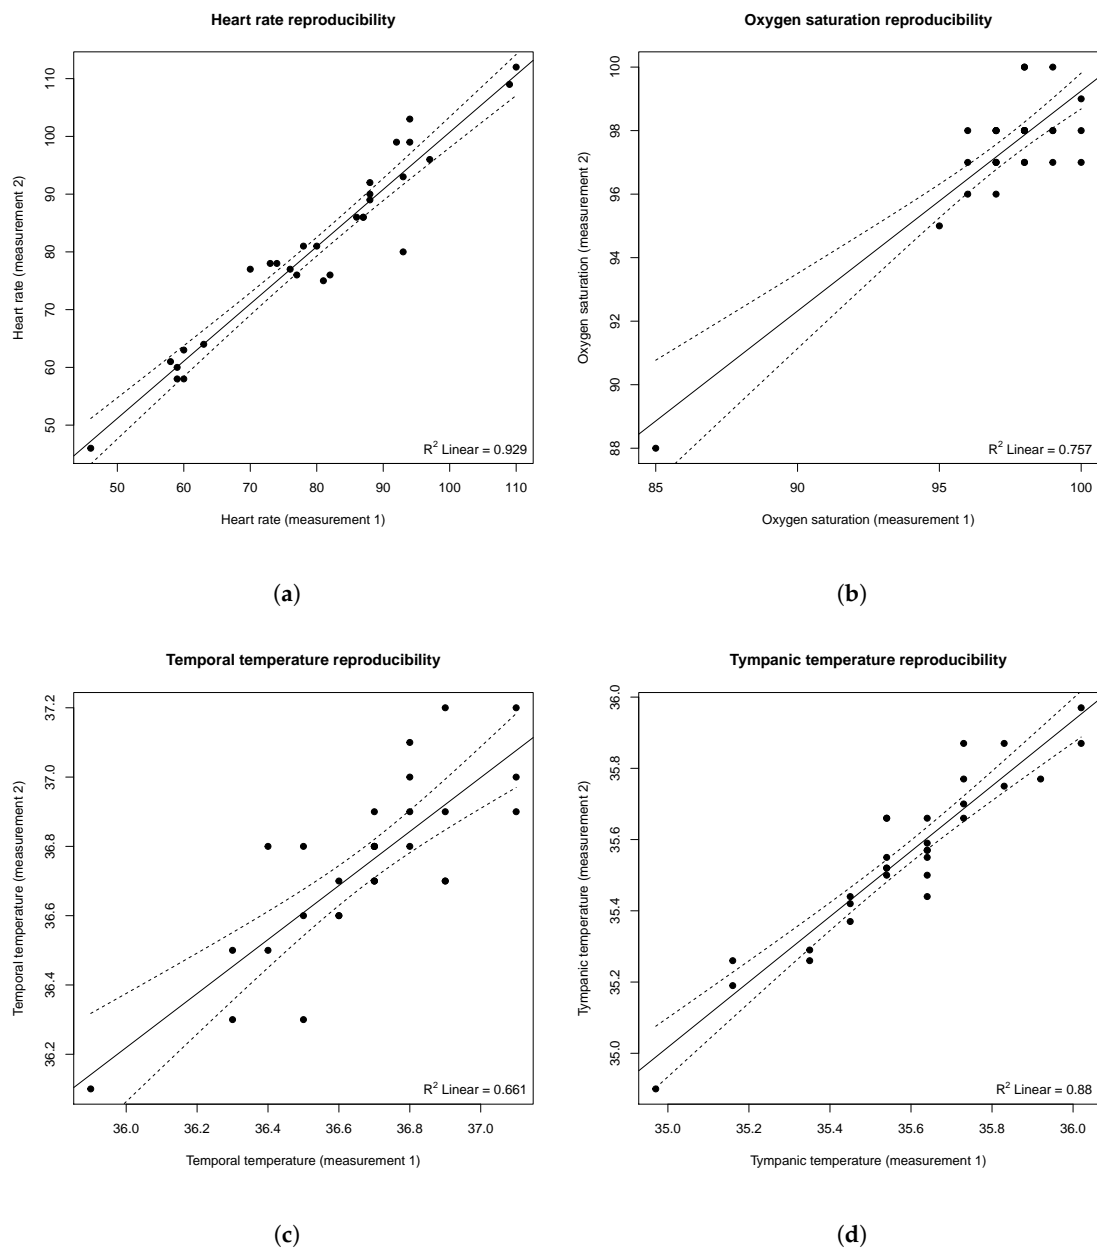 Heart rate reproducibility
Heart rate (measurement 2)
50 60 70 80 90 100 110
R² Linear = 0.929
50 60 70 80 90 100 110
Heart rate (measurement 1)
(a)
Oxygen saturation reproducibility
Oxygen saturation (measurement 2)
88 90 92 94 96 98 100
R² Linear = 0.757
85 90 95 100
Oxygen saturation (measurement 1)
(b)
Temporal temperature reproducibility
Temporal temperature (measurement 2)
36.2 36.4 36.6 36.8 37.0 37.2
R² Linear = 0.661
36.0 36.2 36.4 36.6 36.8 37.0
Temporal temperature (measurement 1)
(c)
Tympanic temperature reproducibility
Tympanic temperature (measurement 2)
35.0 35.2 35.4 35.6 35.8 36.0
R² Linear = 0.88
35.0 35.2 35.4 35.6 35.8 36.0
Tympanic temperature (measurement 1)
(d)